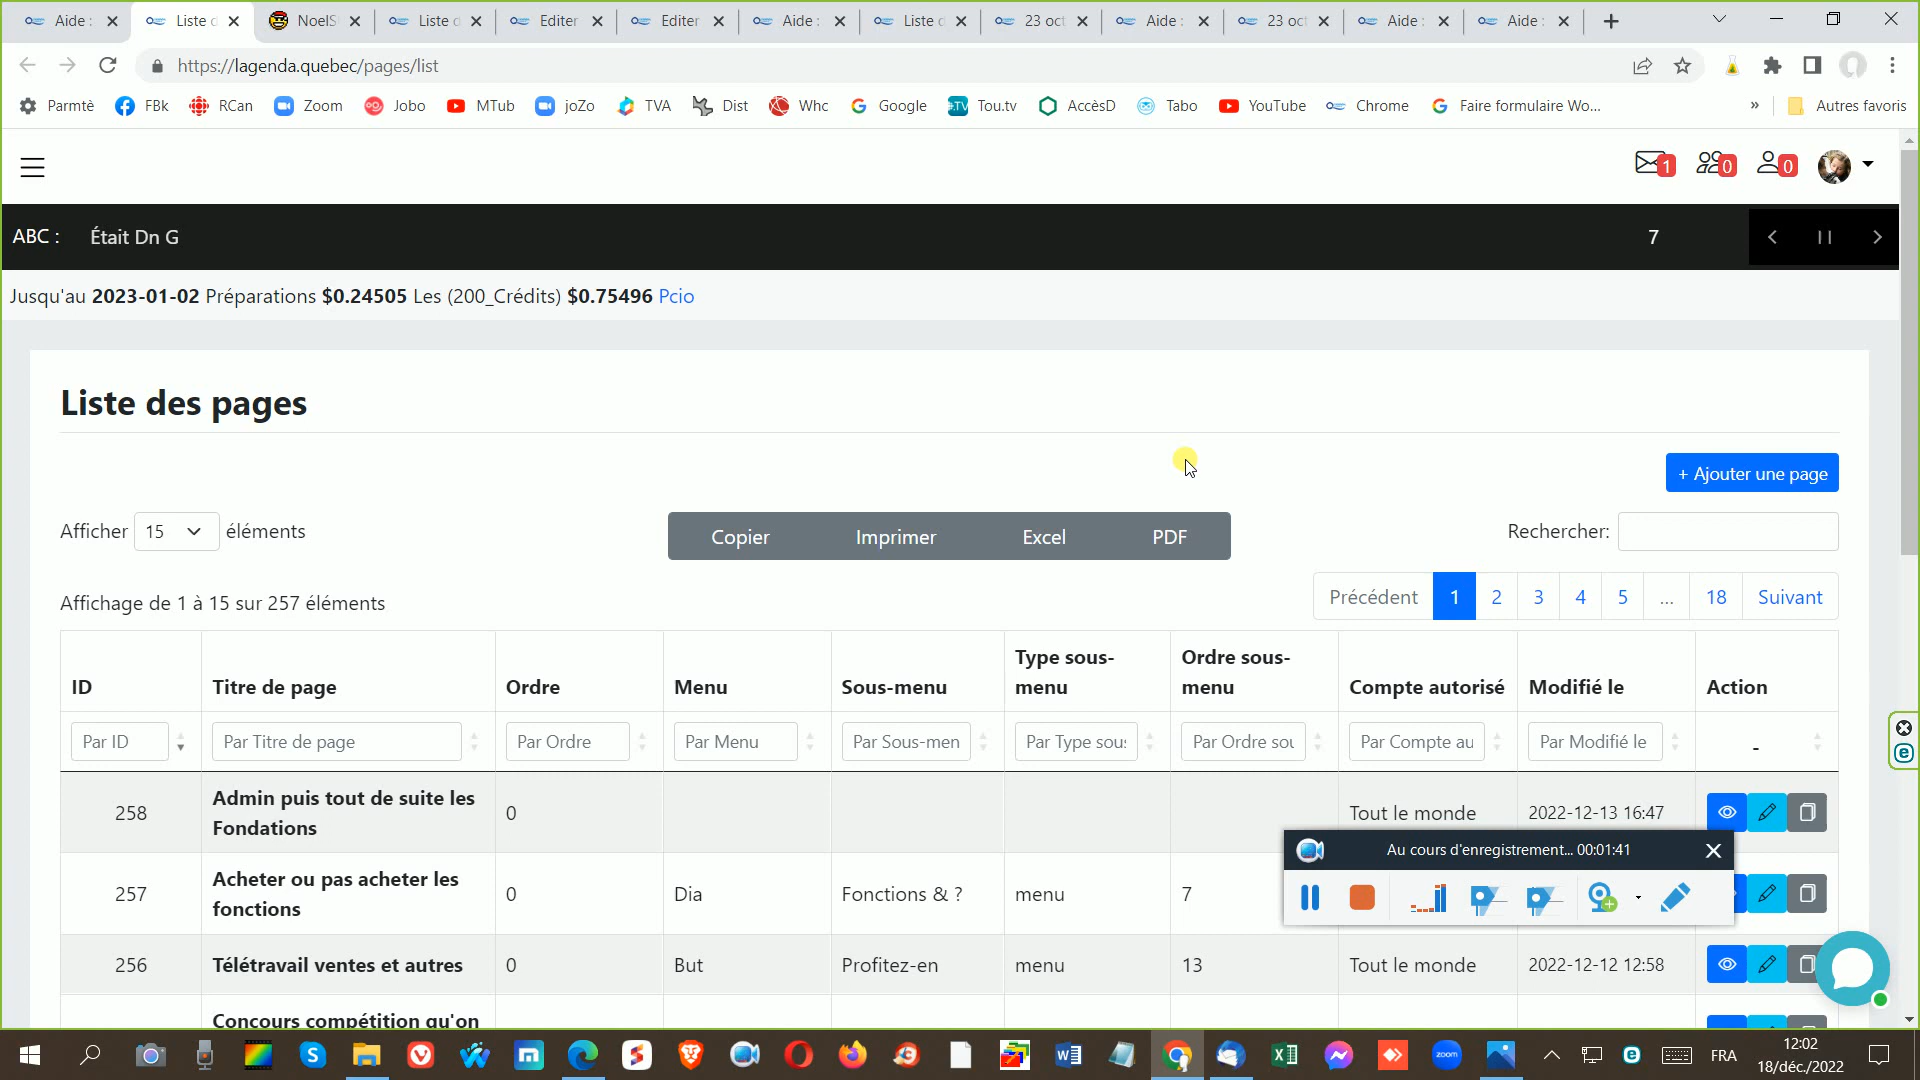 Aide :
Liste d
NoelS
Liste d
Editer
Editer
Aide :
Liste d
23 oct
Aide :
23 oct
Aide :
Aide :
https://lagenda.quebec/pages/list
Parmtè
FBk
RCan
Zoom
Jobo
MTub
joZo
TVA
Dist
Whc
Google
Tou.tv
AccèsD
Tabo
YouTube
Chrome
Faire formulaire Wo...
»
Autres favoris
1
0
0
ABC : Était Dn G 7
Jusqu'au 2023-01-02 Préparations $0.24505 Les (200_Crédits) $0.75496 Pcio
Liste des pages
+ Ajouter une page
Afficher 15 éléments
Copier Imprimer Excel PDF
Rechercher:
Affichage de 1 à 15 sur 257 éléments
Précédent 1 2 3 4 5 ... 18 Suivant
ID Titre de page Ordre Menu Sous-menu Type sous-menu Ordre sous-menu Compte autorisé Modifié le Action
Par ID Par Titre de page Par Ordre Par Menu Par Sous-men Par Type sou: Par Ordre sou Par Compte au Par Modifié le -
258 Admin puis tout de suite les Fondations 0 Tout le monde 2022-12-13 16:47
257 Acheter ou pas acheter les fonctions 0 Dia Fonctions & ? menu 7
Au cours d'enregistrement... 00:01:41
256 Télétravail ventes et autres 0 But Profitez-en menu 13 Tout le monde 2022-12-12 12:58
Concours compétition qu'on
FRA
12:02
18/déc./2022
zoom